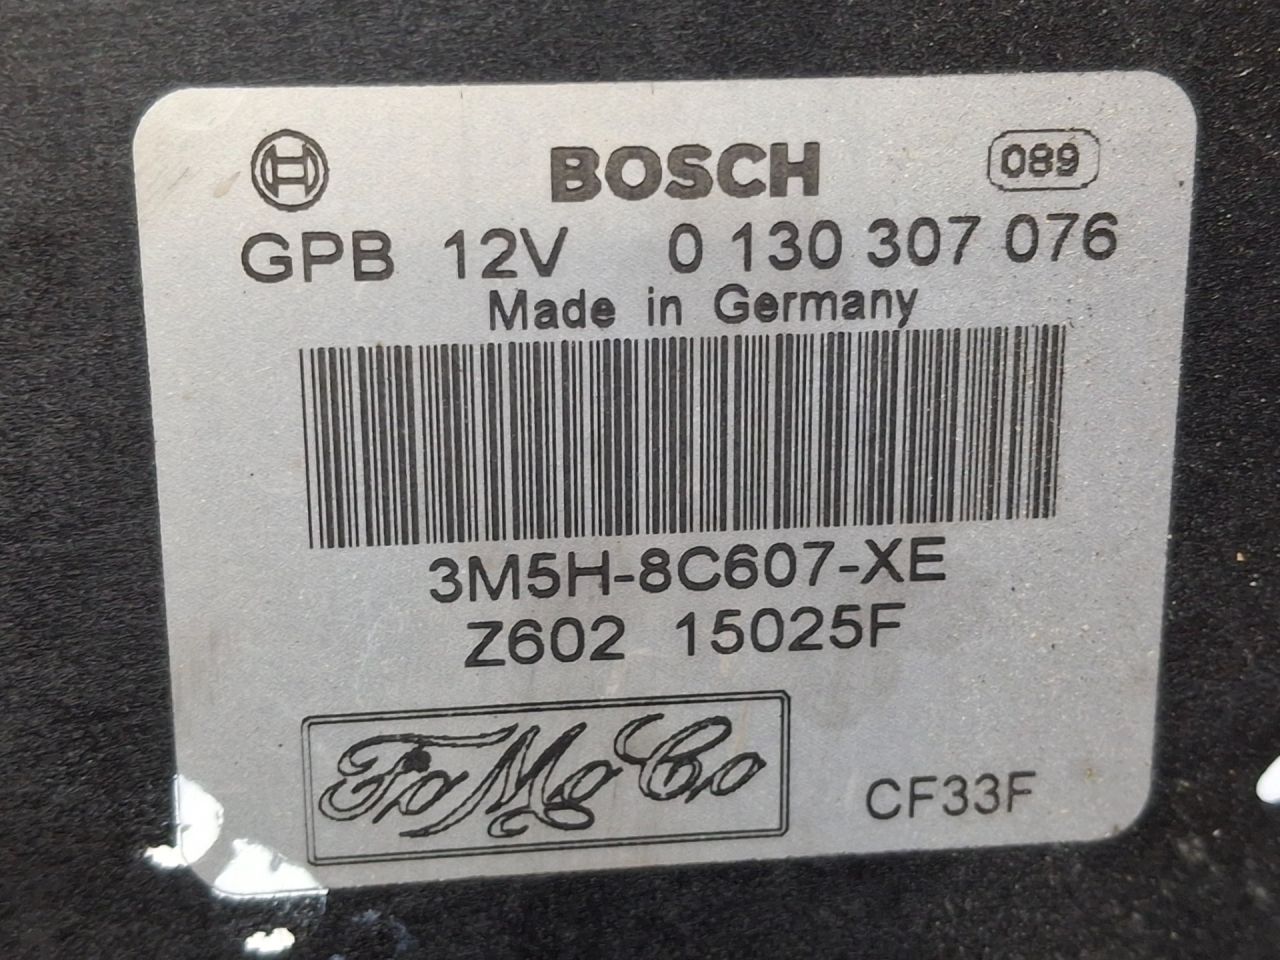 BOSCH 089
GPB 12V 0 130 307 076
Made in Germany
3M5H-8C607-XE
Z602 15025F
FoMoCo
CF33F